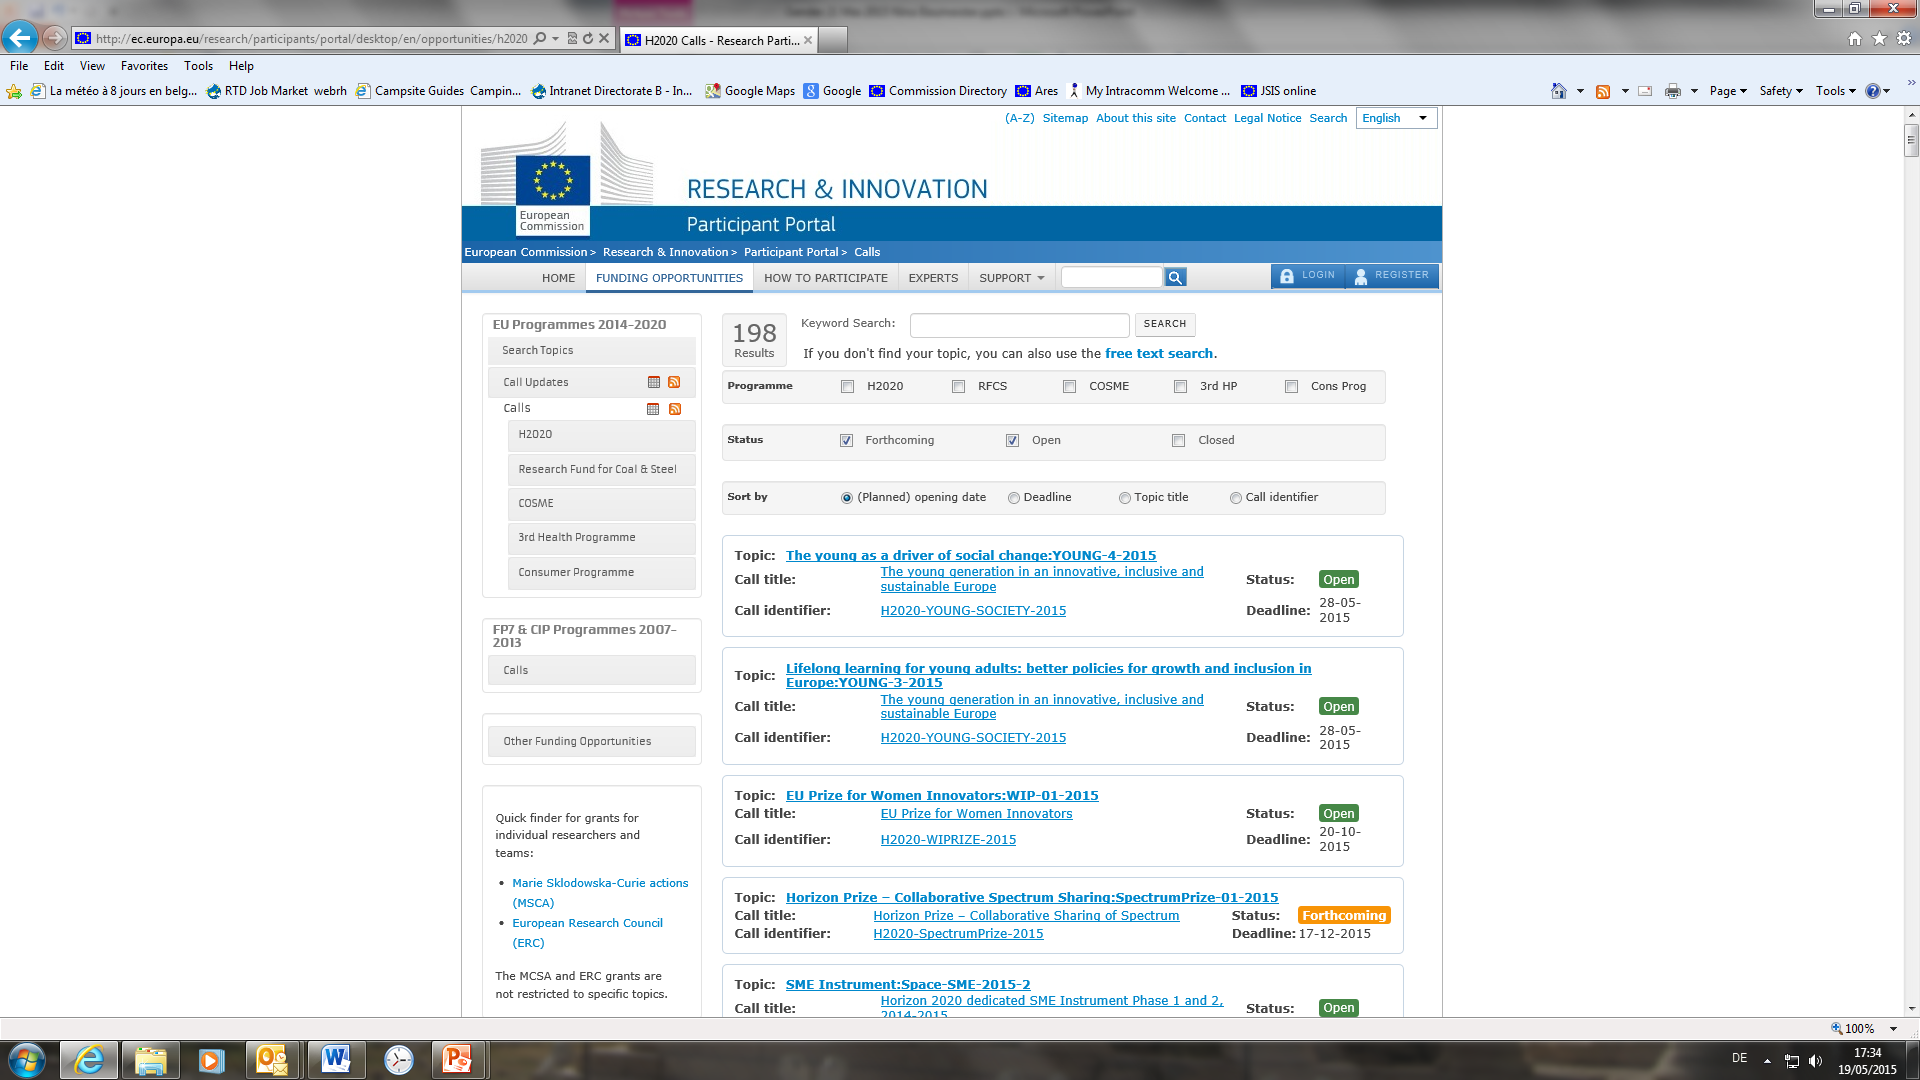 http://ec.europa.eu/research/participants/portal/desktop/en/opportunities/h2020
H2020 Calls - Research Parti...
File Edit View Favorites Tools Help
La météo à 8 jours en belg... RTD Job Market webrh Campsite Guides Campin... Intranet Directorate B - In... Google Maps Google Commission Directory Ares My Intracomm Welcome ... JSIS online
Page Safety Tools
(A-Z) Sitemap About this site Contact Legal Notice Search English
RESEARCH & INNOVATION
European
Commission
Participant Portal
European Commission > Research & Innovation > Participant Portal > Calls
HOME FUNDING OPPORTUNITIES HOW TO PARTICIPATE EXPERTS SUPPORT LOGIN REGISTER
EU Programmes 2014-2020
Search Topics
Call Updates
Calls
H2020
Research Fund for Coal & Steel
COSME
3rd Health Programme
Consumer Programme
FP7 & CIP Programmes 2007-
2013
Calls
Other Funding Opportunities
Quick finder for grants for
individual researchers and
teams:
• Marie Skłodowska-Curie actions
(MSCA)
• European Research Council
(ERC)
The MCSA and ERC grants are
not restricted to specific topics.
198
Results
Keyword Search: SEARCH
If you don't find your topic, you can also use the free text search.
Programme H2020 RFCS COSME 3rd HP Cons Prog
Status Forthcoming Open Closed
Sort by (Planned) opening date Deadline Topic title Call identifier
Topic: The young as a driver of social change:YOUNG-4-2015
Call title: The young generation in an innovative, inclusive and
sustainable Europe
Status: Open
Call identifier: H2020-YOUNG-SOCIETY-2015
Deadline: 28-05-
2015
Topic: Lifelong learning for young adults: better policies for growth and inclusion in
Europe:YOUNG-3-2015
Call title: The young generation in an innovative, inclusive and
sustainable Europe
Status: Open
Call identifier: H2020-YOUNG-SOCIETY-2015
Deadline: 28-05-
2015
Topic: EU Prize for Women Innovators:WIP-01-2015
Call title: EU Prize for Women Innovators
Status: Open
Call identifier: H2020-WIPRIZE-2015
Deadline: 20-10-
2015
Topic: Horizon Prize – Collaborative Spectrum Sharing:SpectrumPrize-01-2015
Call title: Horizon Prize – Collaborative Sharing of Spectrum
Status: Forthcoming
Call identifier: H2020-SpectrumPrize-2015
Deadline: 17-12-2015
Topic: SME Instrument:Space-SME-2015-2
Call title: Horizon 2020 dedicated SME Instrument Phase 1 and 2,
2014-2015
Status: Open
100%
DE
17:34
19/05/2015